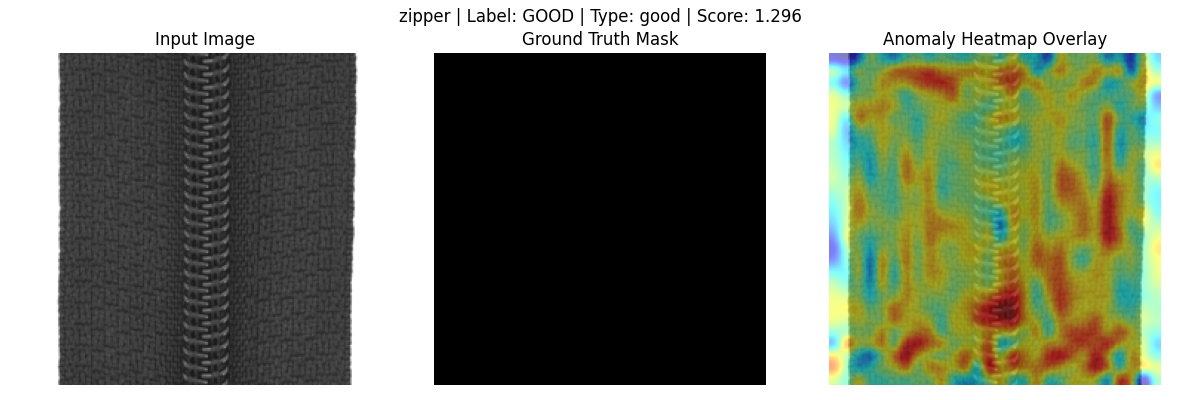 zipper | Label: GOOD | Type: good | Score: 1.296
Input Image
Ground Truth Mask
Anomaly Heatmap Overlay